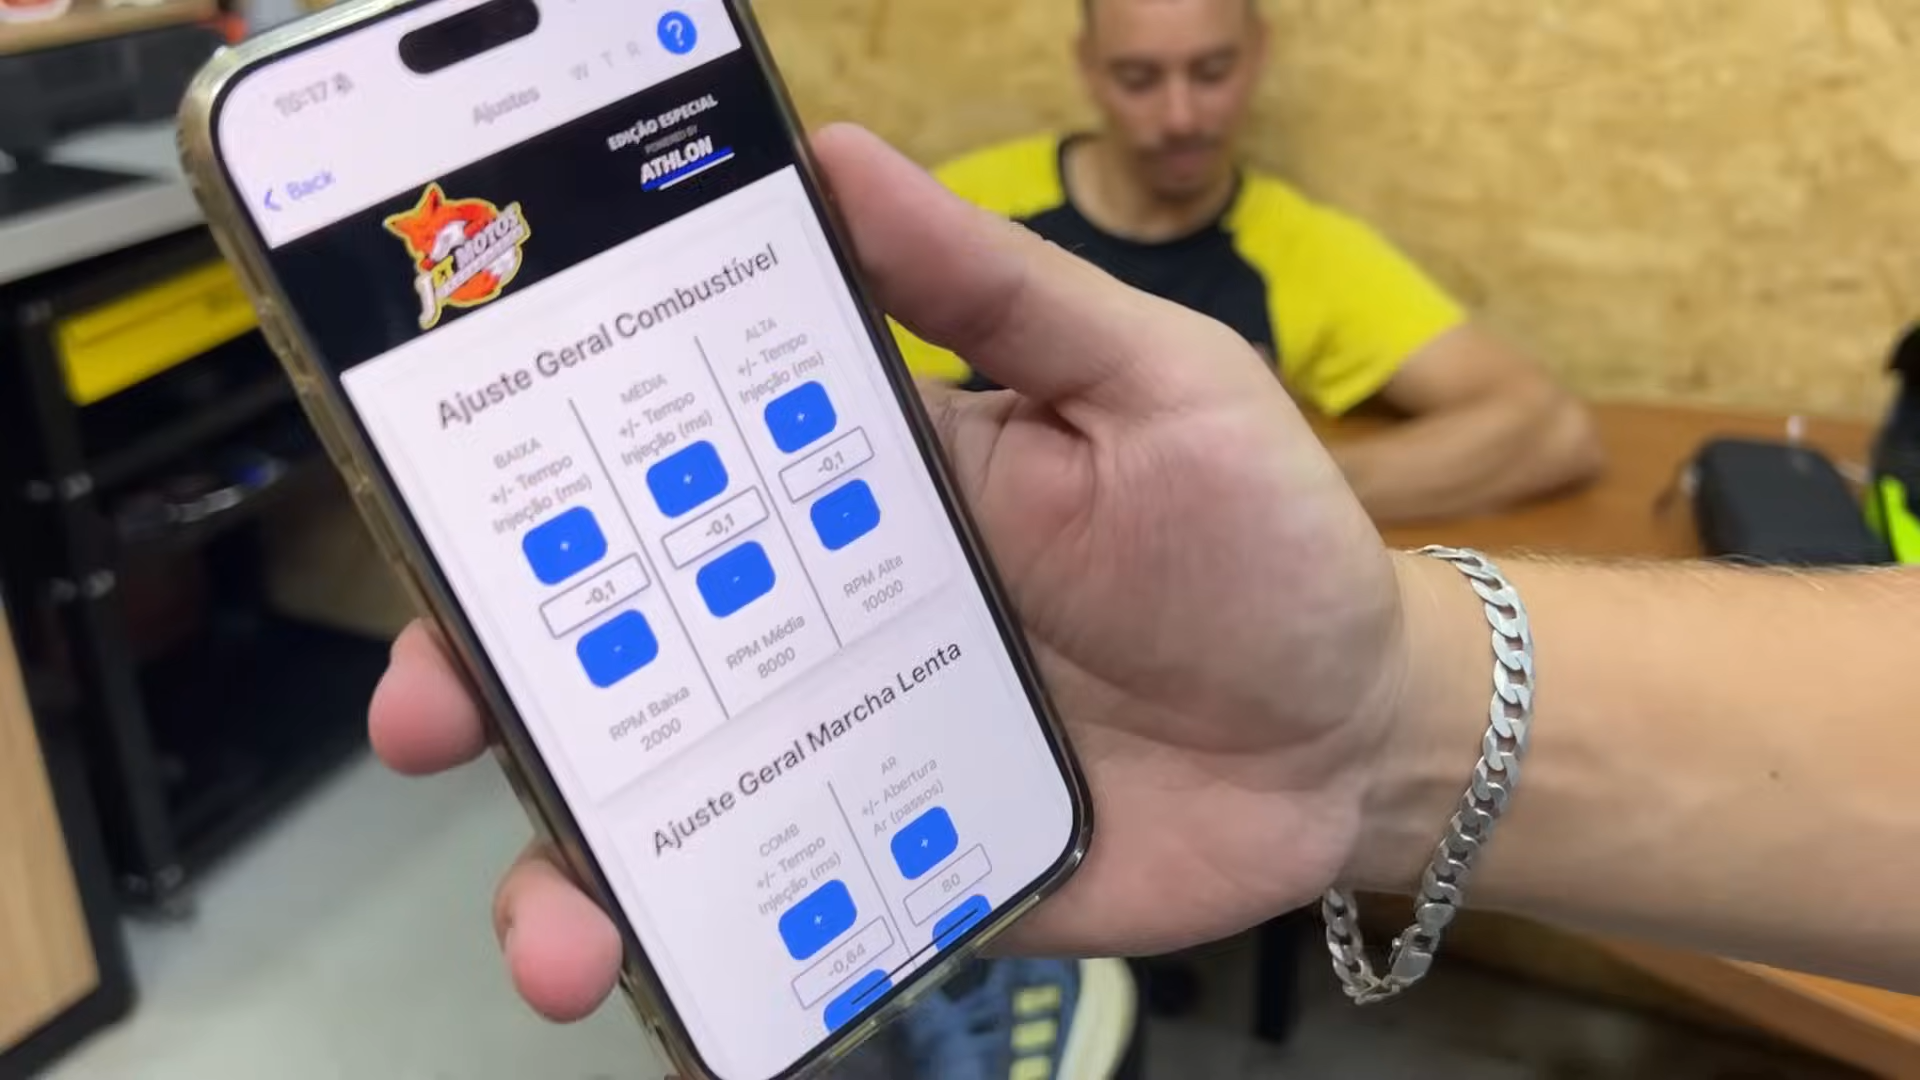 15:17
Ajustes
W T R
?
Back
JET MOTOS
EDIÇÃO ESPECIAL
POWERED BY
ATHLON
Ajuste Geral Combustível
BAIXA
+/- Tempo
Injeção (ms)
+
-0,1
-
RPM Baixa
2000
MÉDIA
+/- Tempo
Injeção (ms)
+
-0,1
-
RPM Média
8000
ALTA
+/- Tempo
Injeção (ms)
+
-0,1
-
RPM Alta
10000
Ajuste Geral Marcha Lenta
COMB
+/- Tempo
Injeção (ms)
+
-0,64
AR
+/- Abertura
Ar (passos)
+
80